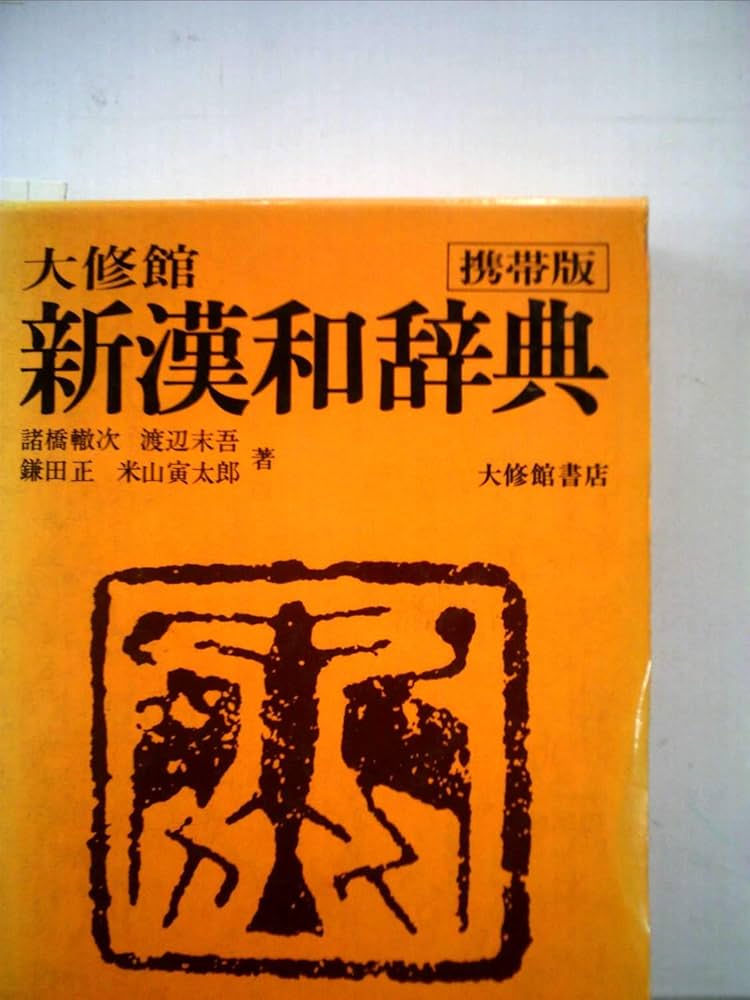 大修館
携帯版
新漢和辞典
諸橋轍次 渡辺末吾
鎌田正 米山寅太郎 著
大修館書店